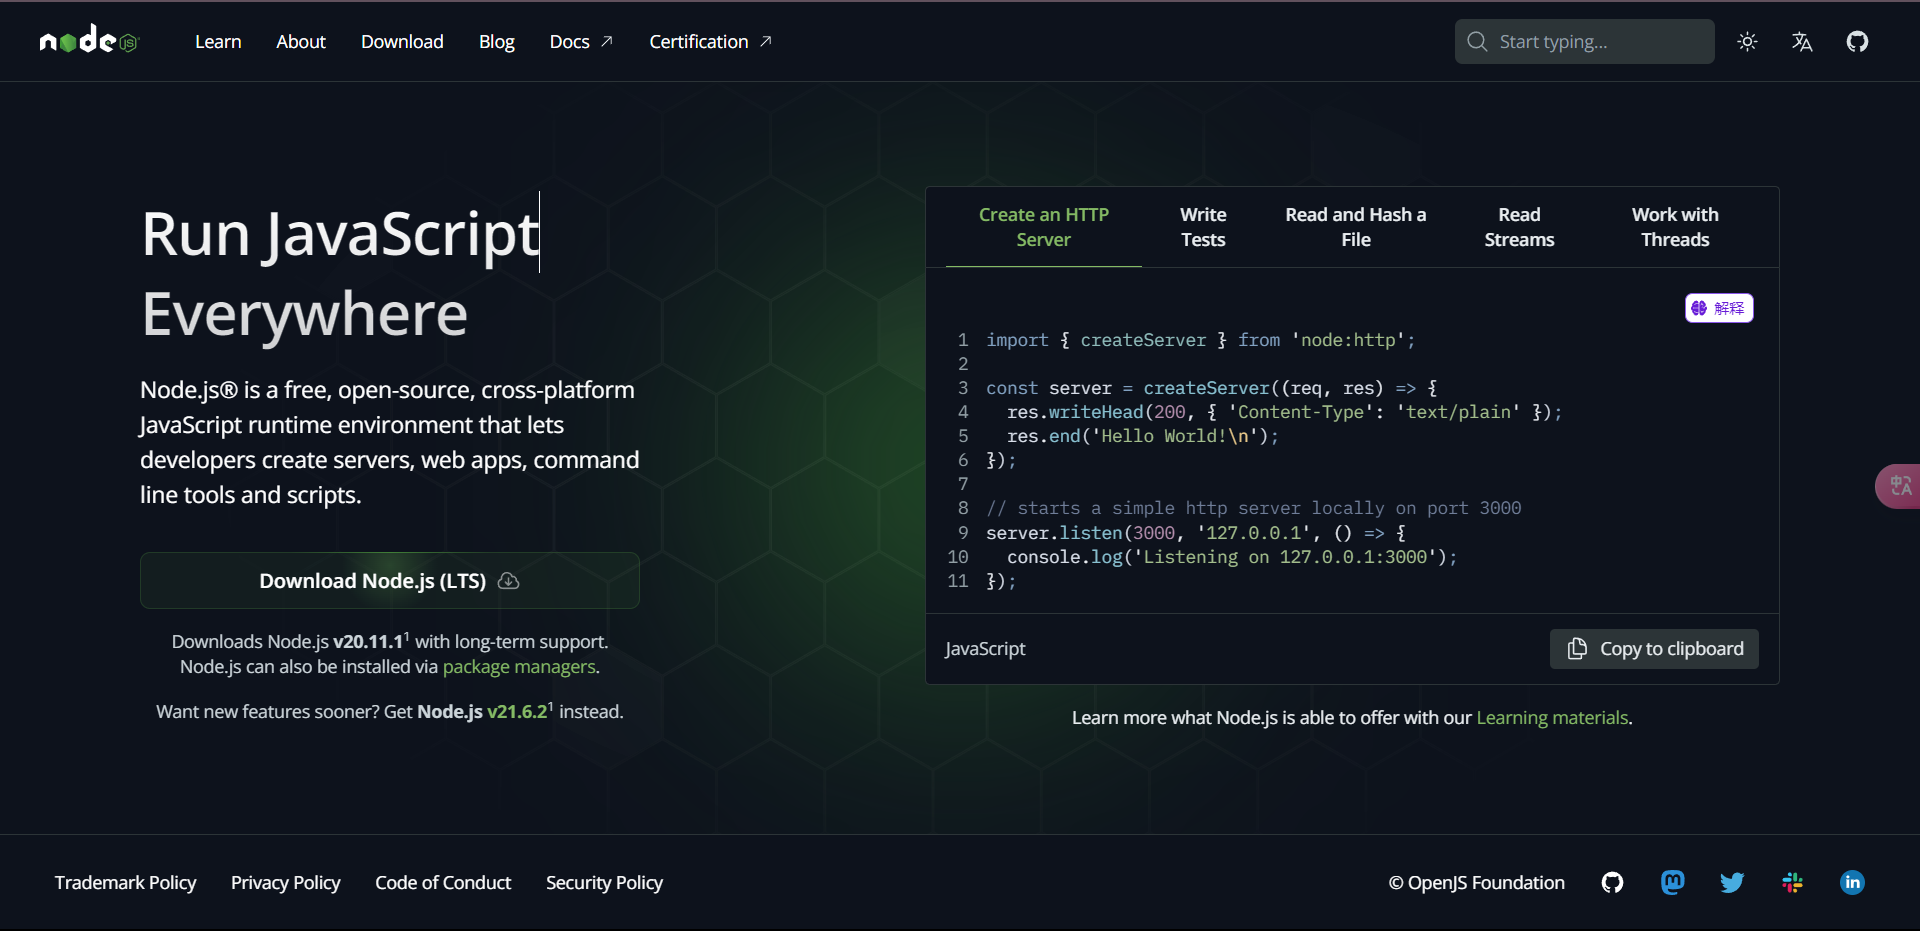 node JS
Learn
About
Download
Blog
Docs
Certification
Start typing...
Run JavaScript
Everywhere
Node.js® is a free, open-source, cross-platform
JavaScript runtime environment that lets
developers create servers, web apps, command
line tools and scripts.
Download Node.js (LTS)
Downloads Node.js v20.11.1¹ with long-term support.
Node.js can also be installed via package managers.
Want new features sooner? Get Node.js v21.6.2¹ instead.
Create an HTTP
Server
Write
Tests
Read and Hash a
File
Read
Streams
Work with
Threads
解释
1 import { createServer } from 'node:http';
2
3 const server = createServer((req, res) => {
4   res.writeHead(200, { 'Content-Type': 'text/plain' });
5   res.end('Hello World!\n');
6 });
7
8 // starts a simple http server locally on port 3000
9 server.listen(3000, '127.0.0.1', () => {
10   console.log('Listening on 127.0.0.1:3000');
11 });
JavaScript
Copy to clipboard
Learn more what Node.js is able to offer with our Learning materials.
中A
Trademark Policy
Privacy Policy
Code of Conduct
Security Policy
© OpenJS Foundation
in